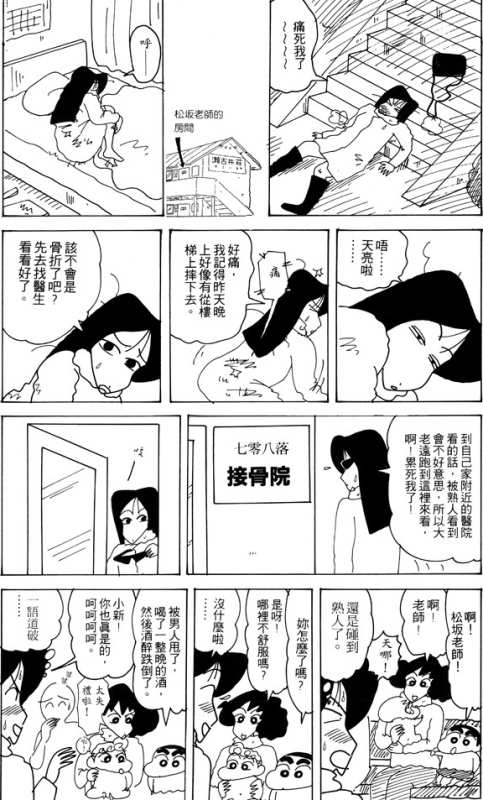 痛死我了
～～～～
松坂老師的
房間
瀨古井莊
呼…
唔……
……天亮啦
痛
好痛，
我記得昨天晚
上好像有從樓
梯上摔下去。
該不會是
骨折了吧？
先去找醫生
看看好了。
到自己家附近的醫院
看的話，被熟人看到
會不好意思，所以大
老遠跑到這裡來看，
啊！累死我了！
七零八落
接骨院
啊！
松坂老師！
啊！
老師！
天哪！
還是碰到
熟人了！
妳怎麼了嗎？
是呀！
哪裡不舒服嗎？
……
沒什麼啦
被男人甩了，
喝了一整晚的酒
然後酒醉跌倒了。
小新！
你也真是的，
呵呵呵呵。
太失
禮啦！
……
一語道破